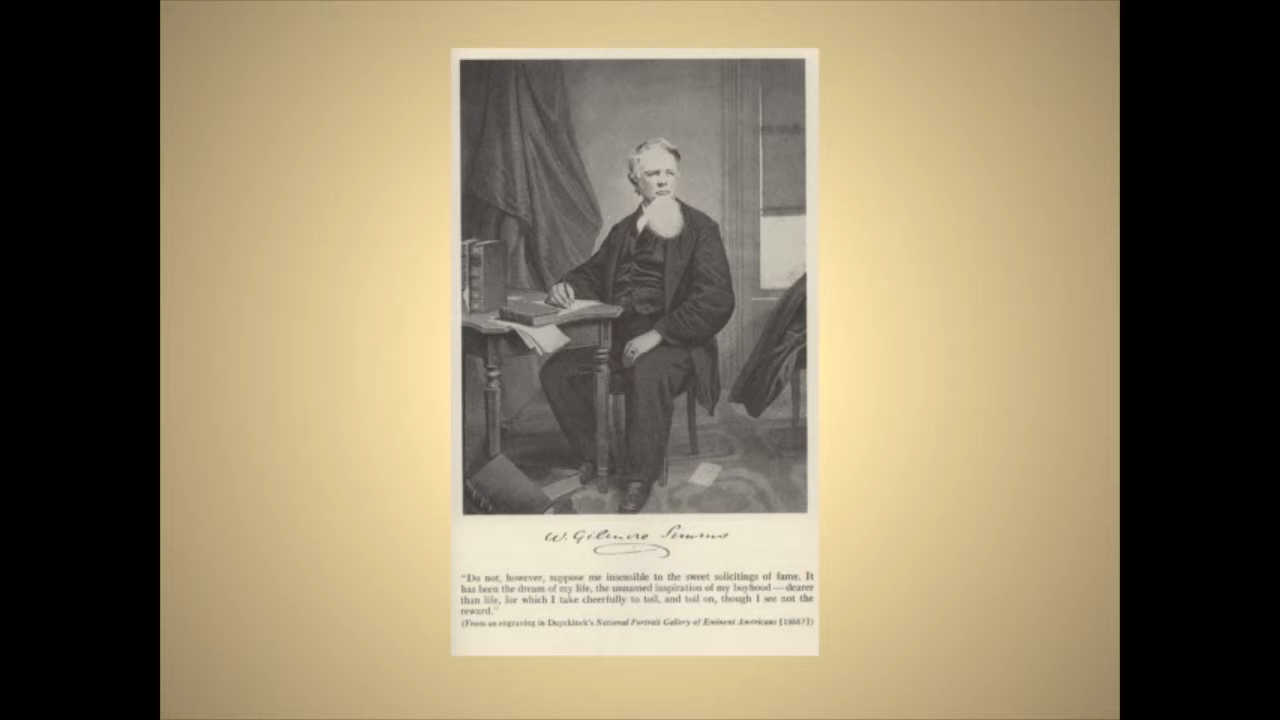 W. Gilmore Simms
"Do not, however, suppose me insensible to the sweet solicitings of fame. It
has been the dream of my life, the unnamed inspiration of my boyhood — dearer
than life, for which I take cheerfully to toil, and toil on, though I see not the
reward."
(From an engraving in Duyckinck's National Portrait Gallery of Eminent Americans [1866?])